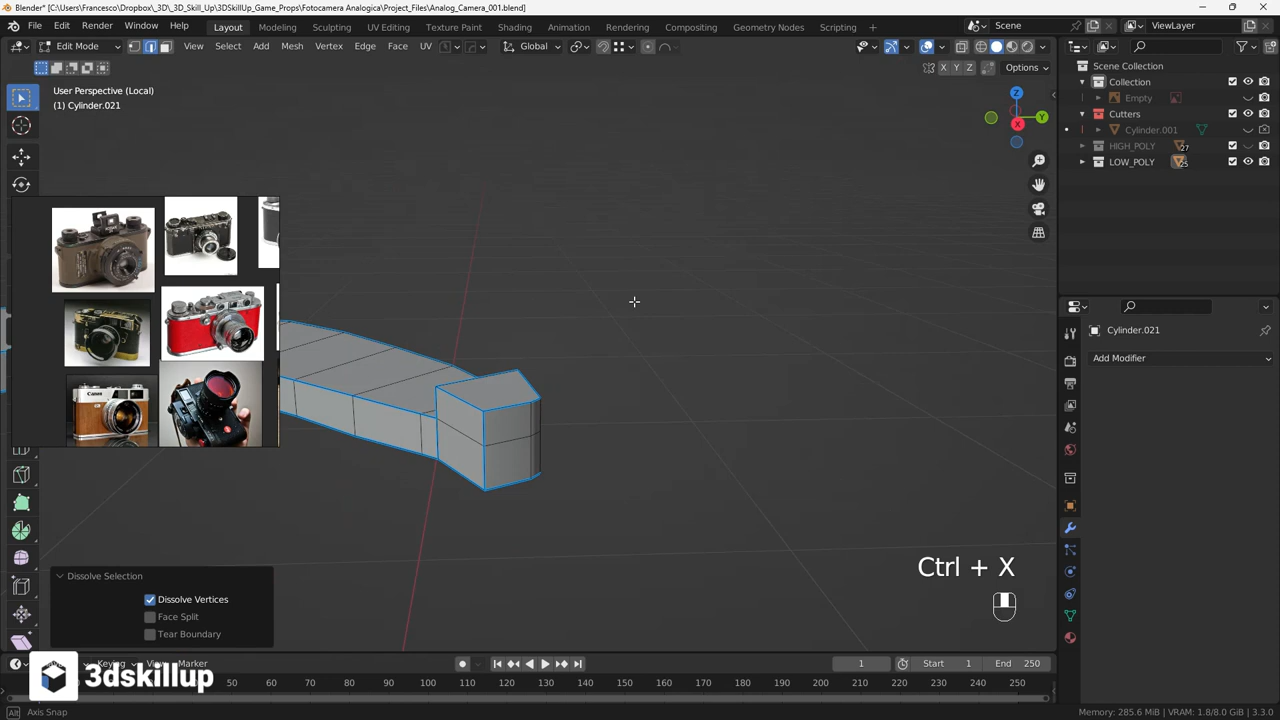 Blender* [C:\Users\Francesco\Dropbox\_3D\_3D_Skill_Up\3DSkillUp_Game_Props\Fotocamera Analogica\Project_Files\Analog_Camera_001.blend]
File Edit Render Window Help Layout Modeling Sculpting UV Editing Texture Paint Shading Animation Rendering Compositing Geometry Nodes Scripting Scene ViewLayer
Edit Mode View Select Add Mesh Vertex Edge Face UV Global
X Y Z Options
User Perspective (Local)
(1) Cylinder.021
Z
Y
X
Scene Collection
Collection
Empty
Cutters
Cylinder.001
HIGH_POLY 27
LOW_POLY 25
Cylinder.021
Add Modifier
Canon
Ctrl + X
Dissolve Selection
Dissolve Vertices
Face Split
Tear Boundary
Keying View Marker 1 Start 1 End 250
3dskillup
50 60 70 80 90 100 110 120 130 140 150 160 170 180 190 200 210 220 230 240 250
Alt Axis Snap Memory: 285.6 MiB | VRAM: 1.8/8.0 GiB | 3.3.0